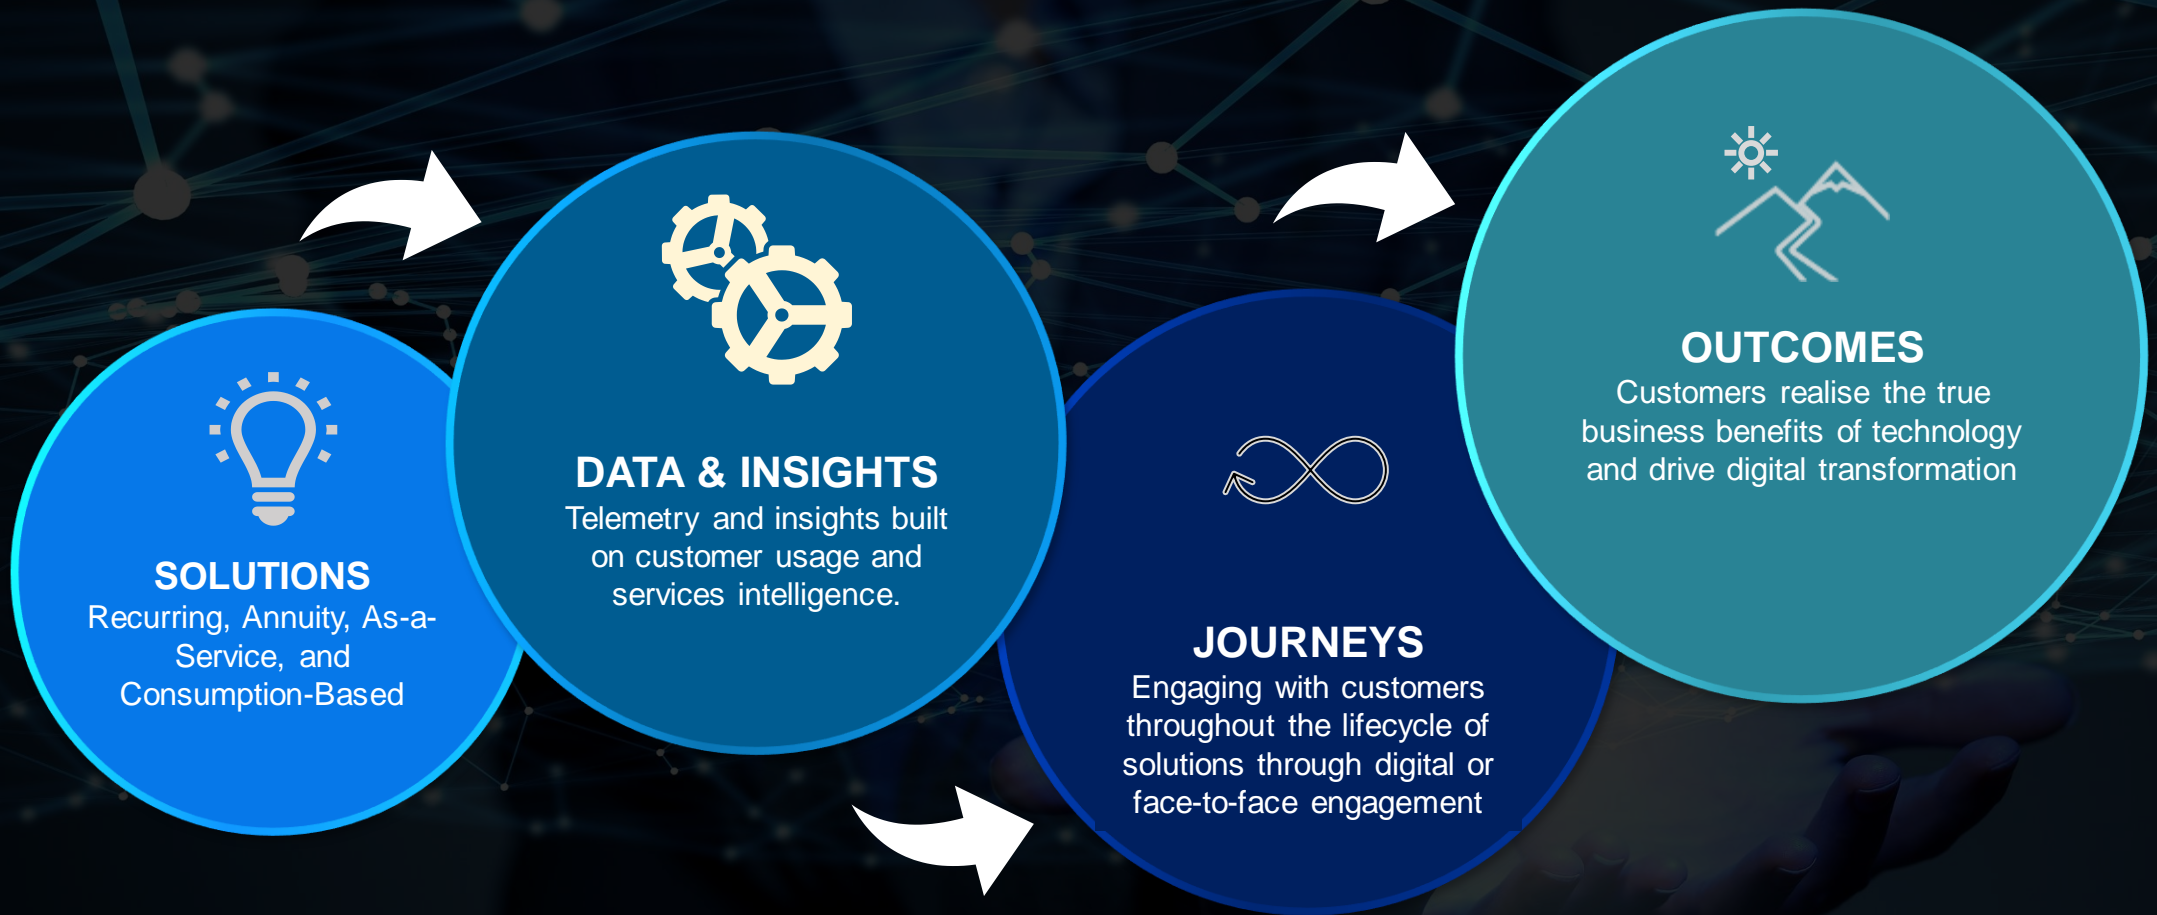 SOLUTIONS
Recurring, Annuity, As-a-
Service, and
Consumption-Based
DATA & INSIGHTS
Telemetry and insights built
on customer usage and
services intelligence.
JOURNEYS
Engaging with customers
throughout the lifecycle of
solutions through digital or
face-to-face engagement
OUTCOMES
Customers realise the true
business benefits of technology
and drive digital transformation